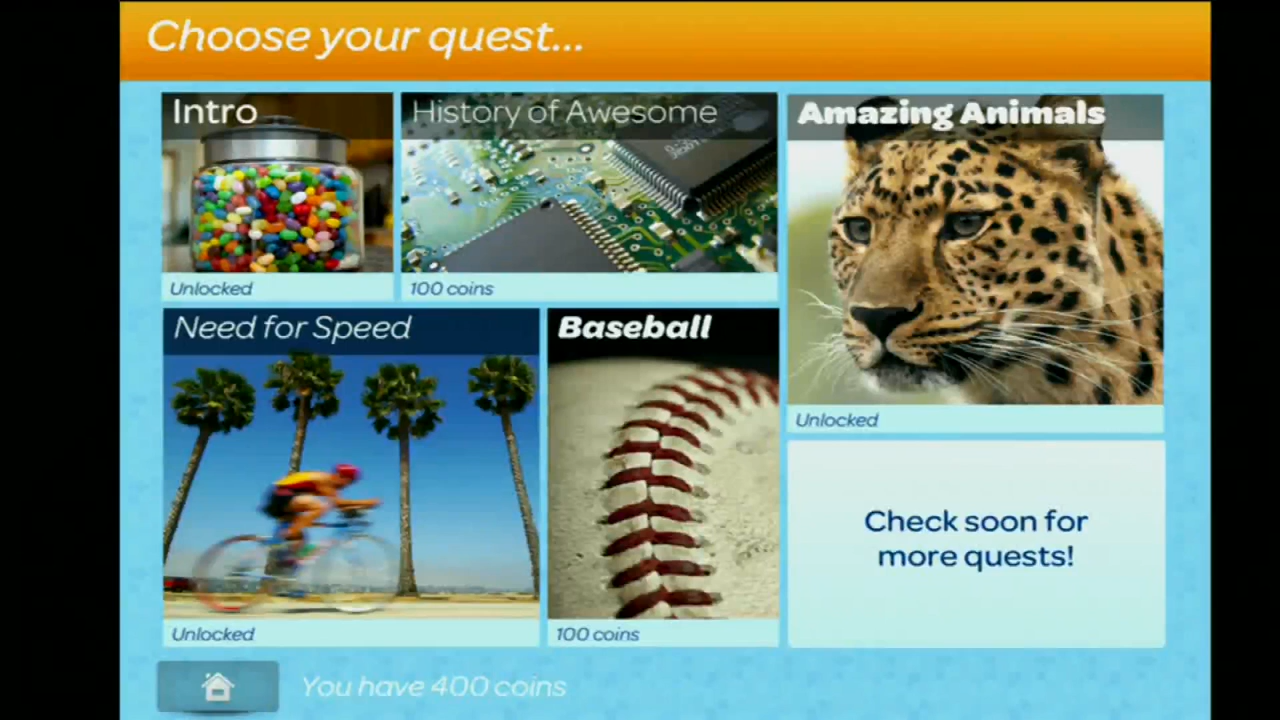 Choose your quest...
Intro
Unlocked
History of Awesome
100 coins
Amazing Animals
Unlocked
Need for Speed
Unlocked
Baseball
100 coins
Check soon for
more quests!
You have 400 coins